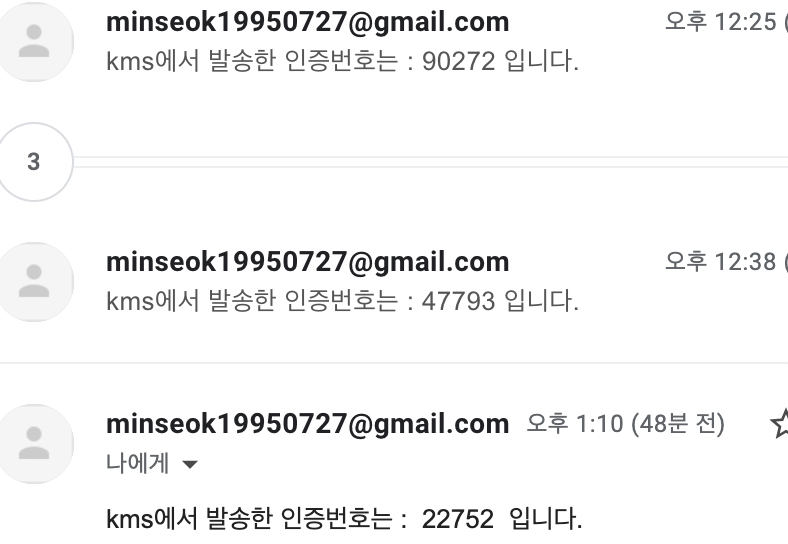 minseok19950727@gmail.com 오후 12:25 (
kms에서 발송한 인증번호는 : 90272 입니다.
3
minseok19950727@gmail.com 오후 12:38 (
kms에서 발송한 인증번호는 : 47793 입니다.
minseok19950727@gmail.com 오후 1:10 (48분 전)
나에게
kms에서 발송한 인증번호는 : 22752 입니다.